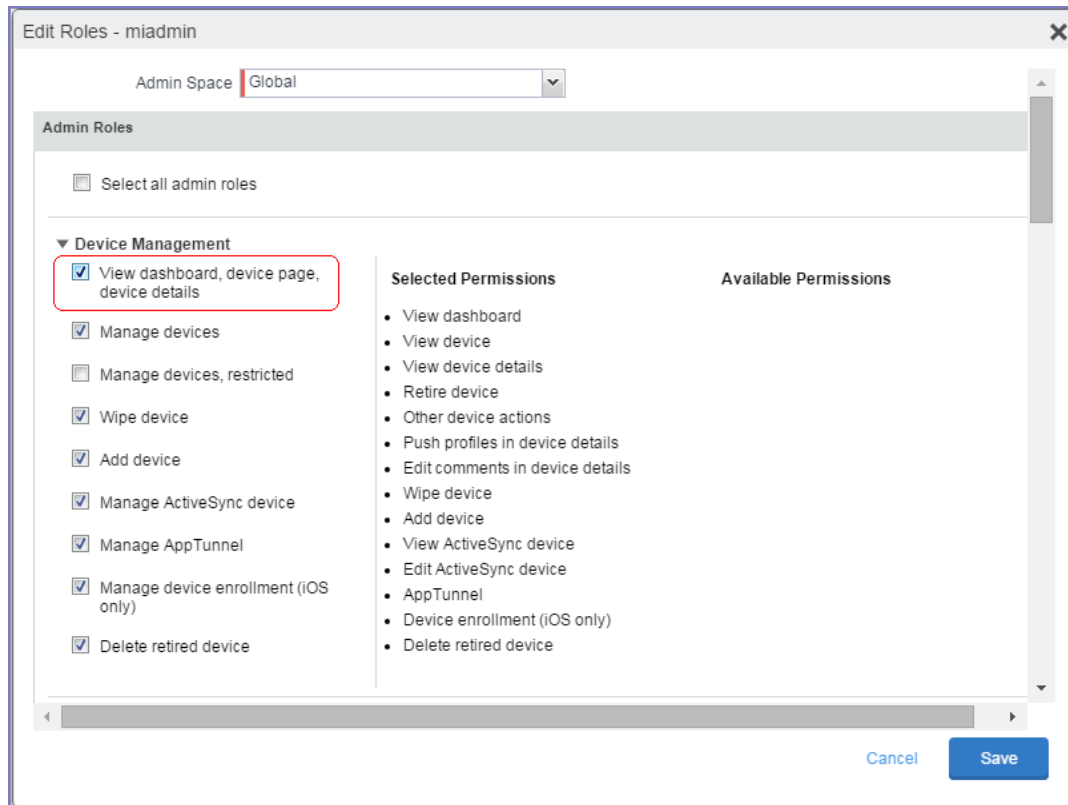 Edit Roles - miadmin
Admin Space Global
Admin Roles
Select all admin roles
Device Management
View dashboard, device page,
device details
Manage devices
Manage devices, restricted
Wipe device
Add device
Manage ActiveSync device
Manage AppTunnel
Manage device enrollment (iOS
only)
Delete retired device
Selected Permissions
View dashboard
View device
View device details
Retire device
Other device actions
Push profiles in device details
Edit comments in device details
Wipe device
Add device
View ActiveSync device
Edit ActiveSync device
AppTunnel
Device enrollment (iOS only)
Delete retired device
Available Permissions
Cancel
Save